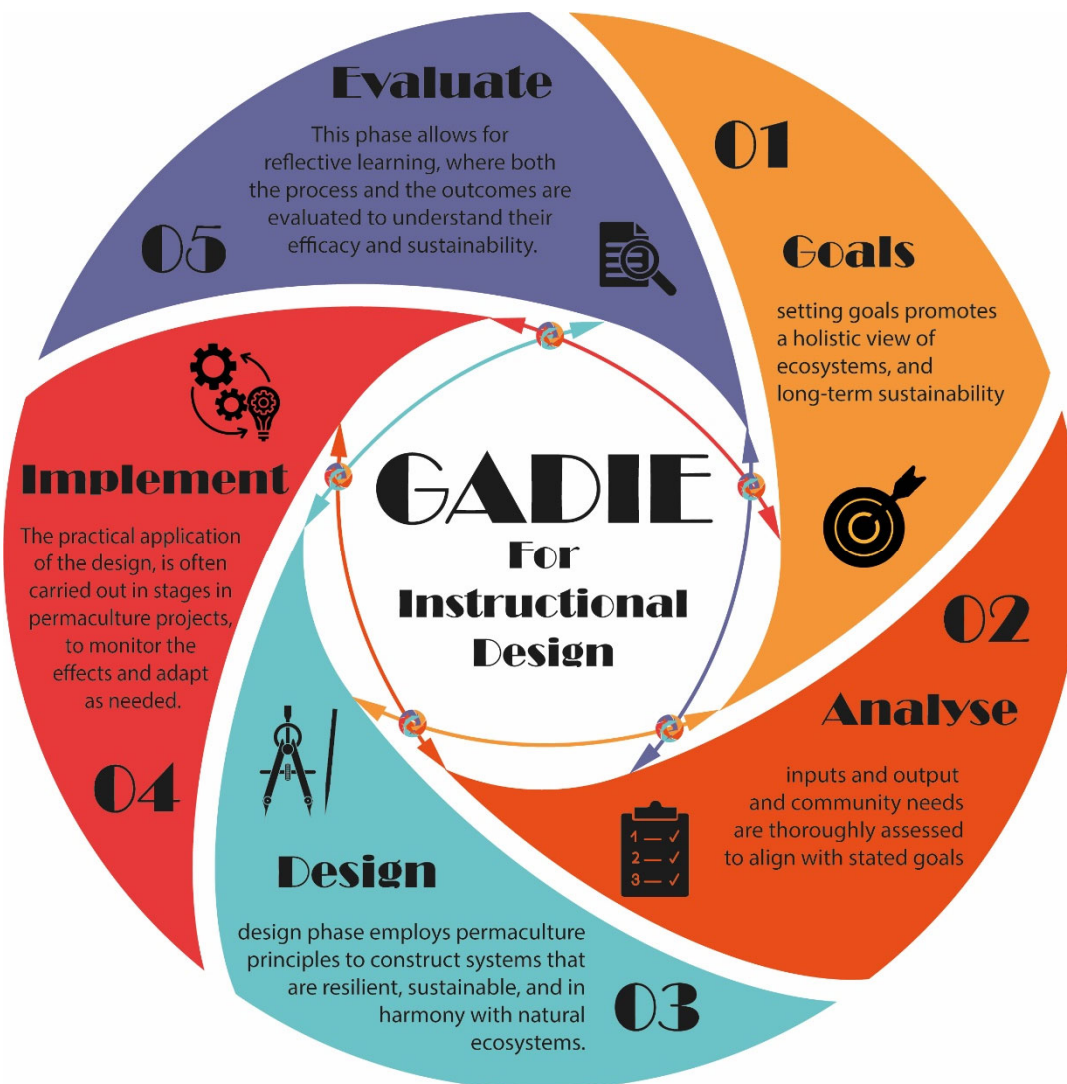 GADIE
For
Instructional
Design
01
Goals
setting goals promotes
a holistic view of
ecosystems, and
long-term sustainability
02
Analyse
inputs and output
and community needs
are thoroughly assessed
to align with stated goals
1 — ✓
2 — ✓
3 — ✓
Design
design phase employs permaculture
principles to construct systems that
are resilient, sustainable, and in
harmony with natural
ecosystems.
03
Implement
The practical application
of the design, is often
carried out in stages in
permaculture projects,
to monitor the
effects and adapt
as needed.
04
Evaluate
This phase allows for
reflective learning, where both
the process and the outcomes are
evaluated to understand their
efficacy and sustainability.
05